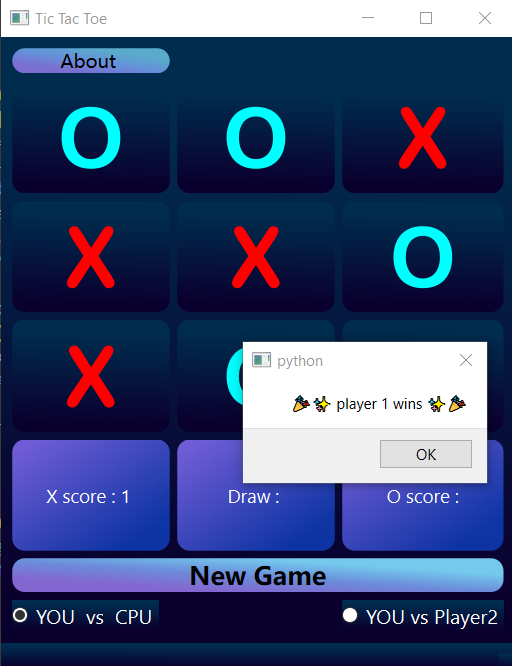 Tic Tac Toe
About
O O X
X X O
X O
python
player 1 wins
OK
X score : 1
Draw :
O score :
New Game
YOU vs CPU
YOU vs Player2